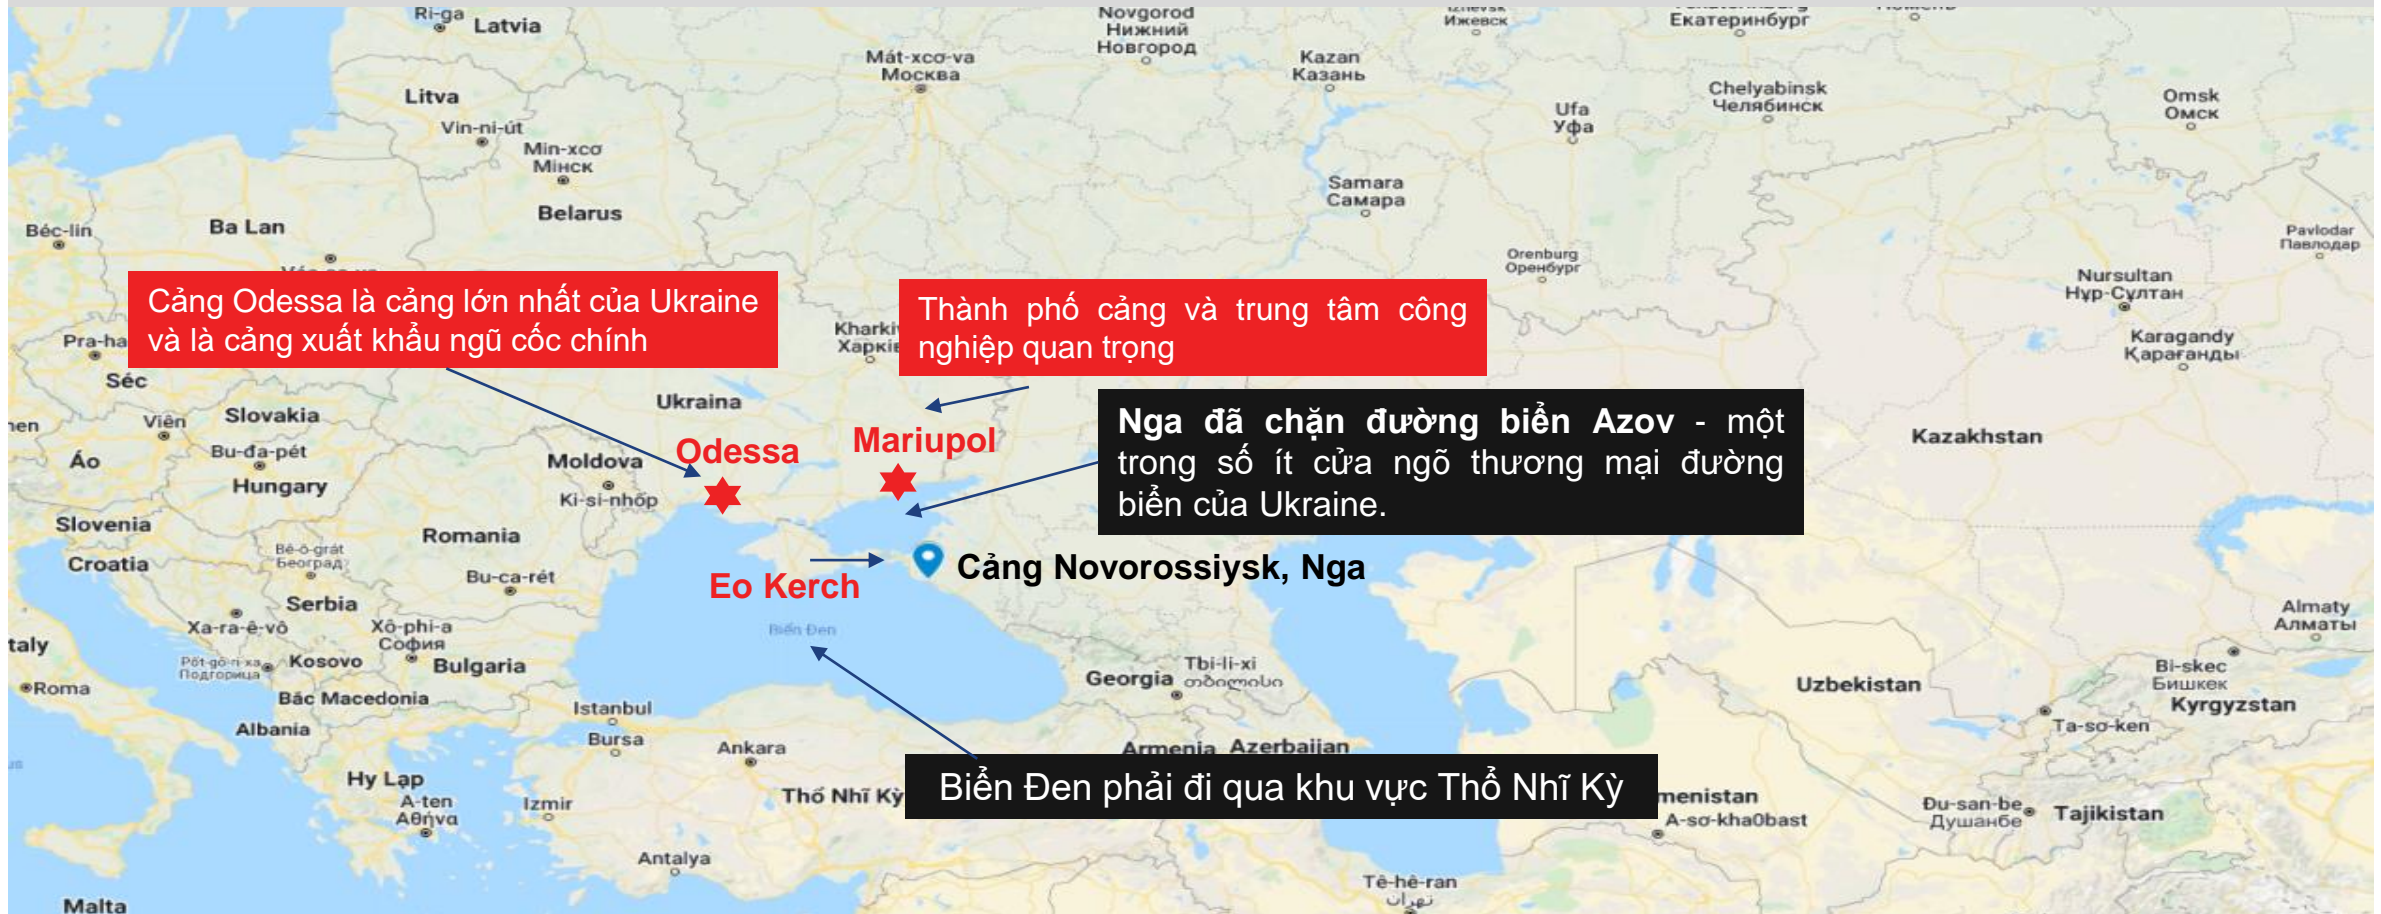 Ri-ga
Latvia
Novgorod
Нижний
Новгород
Ижевск
Екатеринбург
Mát-xcơ-va
Москва
Kazan
Казань
Litva
Chelyabinsk
Челябинск
Omsk
Омск
Ufa
Уфа
Vin-ni-út
Min-xcơ
Мінск
Samara
Самара
Belarus
Béc-lin
Ba Lan
Pavlodar
Павлодар
Orenburg
Оренбург
Nursultan
Нұр-Сұлтан
Cảng Odessa là cảng lớn nhất của Ukraine
và là cảng xuất khẩu ngũ cốc chính
Thành phố cảng và trung tâm công
nghiệp quan trọng
Pra-ha
Karagandy
Қарағанды
Séc
Ukraina
Viên
Slovakia
Nga đã chặn đường biển Azov - một
trong số ít cửa ngõ thương mại đường
biển của Ukraine.
Kazakhstan
Odessa
Mariupol
Áo
Bu-đa-pét
Hungary
Moldova
Ki-si-nhốp
Slovenia
Romania
Croatia
Bê-ô-grát
Београд
Bu-ca-rét
Eo Kerch
Cảng Novorossiysk, Nga
Serbia
Xa-ra-ê-vô
Xô-phi-a
София
Biển Đen
Almaty
Алматы
taly
Roma
Pốt-gô-ri-xa
Подгорица
Kosovo
Bulgaria
Georgia
Tbi-li-xi
თბილისი
Uzbekistan
Bi-skec
Бишкек
Kyrgyzstan
Bắc Macedonia
Istanbul
Albania
Bursa
Ankara
Armenia
Azerbaijan
Ta-sơ-ken
Hy Lạp
A-ten
Αθήνα
Izmir
Thổ Nhĩ Kỳ
Biển Đen phải đi qua khu vực Thổ Nhĩ Kỳ
menistan
A-sơ-kha0bast
Đu-san-be
Душанбе
Tajikistan
Antalya
Tê-hê-ran
تهران
Malta